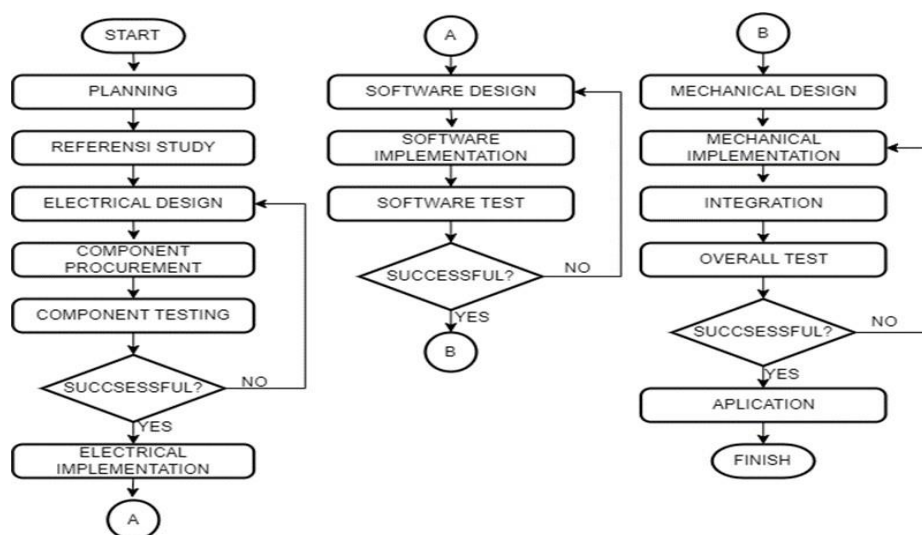 START
PLANNING
REFERENSI STUDY
ELECTRICAL DESIGN
COMPONENT
PROCUREMENT
COMPONENT TESTING
SUCCSESSFUL?
NO
YES
ELECTRICAL
IMPLEMENTATION
A
A
SOFTWARE DESIGN
SOFTWARE
IMPLEMENTATION
SOFTWARE TEST
SUCCESSFUL?
NO
YES
B
B
MECHANICAL DESIGN
MECHANICAL
IMPLEMENTATION
INTEGRATION
OVERALL TEST
SUCCSESSFUL?
NO
YES
APLICATION
FINISH